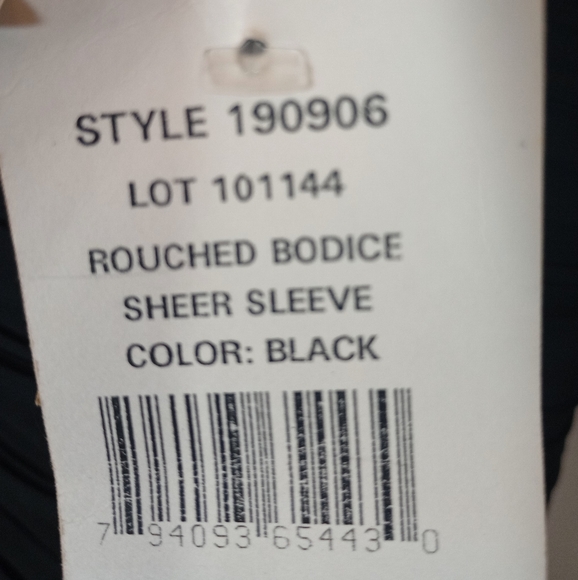 STYLE 190906
LOT 101144
ROUCHED BODICE
SHEER SLEEVE
COLOR: BLACK
7 94093 65443 0